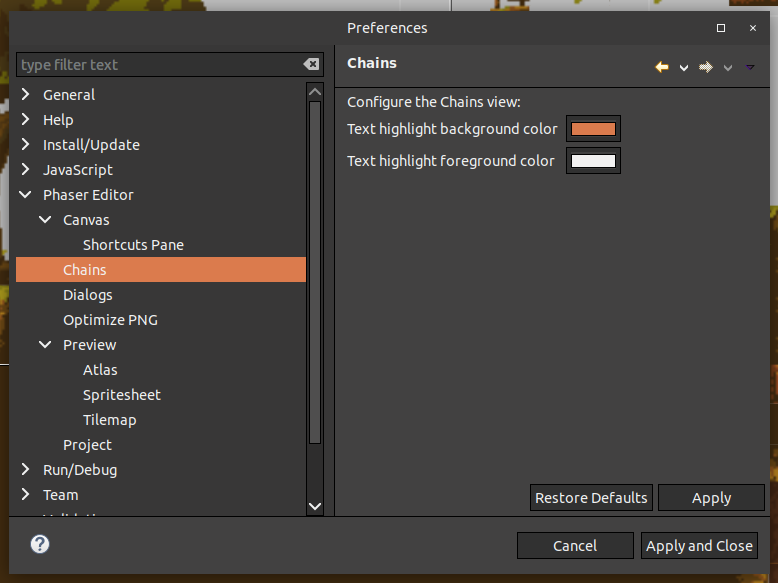 Preferences
type filter text
General
Help
Install/Update
JavaScript
Phaser Editor
Canvas
Shortcuts Pane
Chains
Dialogs
Optimize PNG
Preview
Atlas
Spritesheet
Tilemap
Project
Run/Debug
Team
Chains
Configure the Chains view:
Text highlight background color
Text highlight foreground color
Restore Defaults
Apply
Cancel
Apply and Close